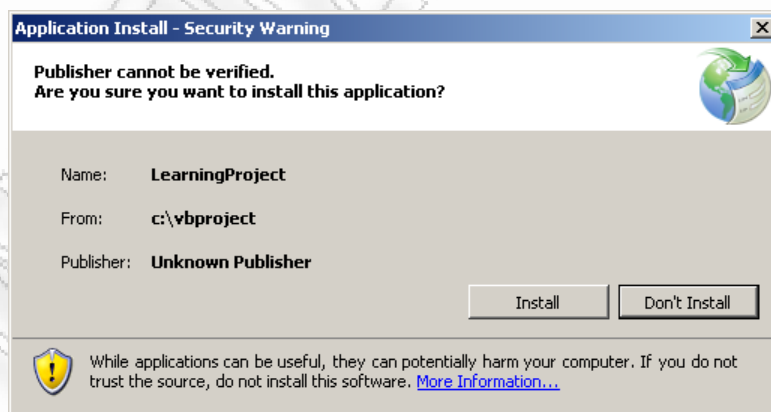 Application Install - Security Warning
Publisher cannot be verified.
Are you sure you want to install this application?
Name: LearningProject
From: c:\vbproject
Publisher: Unknown Publisher
Install Don't Install
While applications can be useful, they can potentially harm your computer. If you do not
trust the source, do not install this software. More Information...